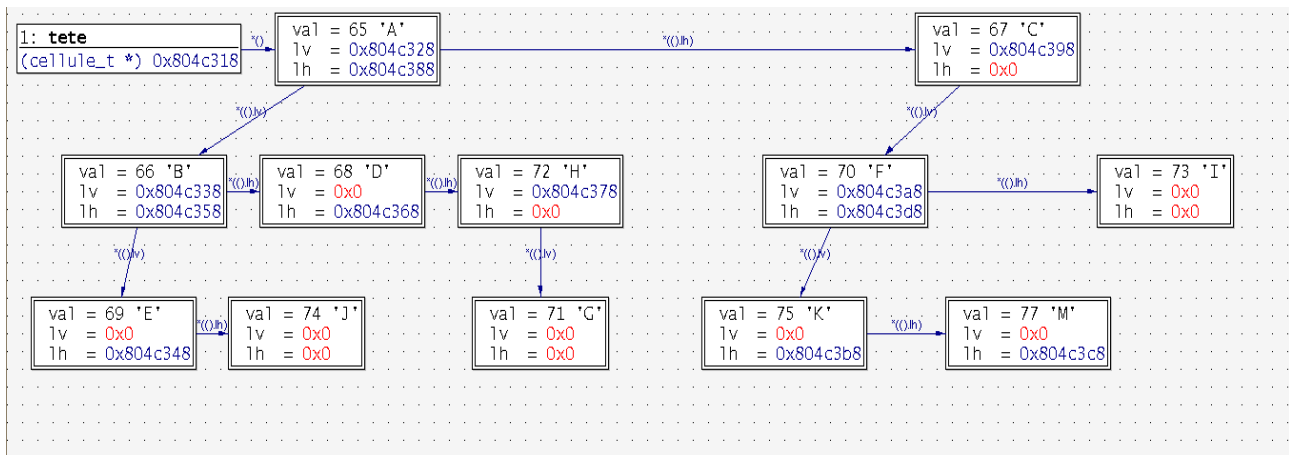 1: tete
(cellule_t *) 0x804c318
*()
val = 65 'A'
lv = 0x804c328
lh = 0x804c388
*(().lh)
val = 67 'C'
lv = 0x804c398
lh = 0x0
*(().lv)
*(().lv)
val = 66 'B'
lv = 0x804c338
lh = 0x804c358
*(().lh)
val = 68 'D'
lv = 0x0
lh = 0x804c368
*(().lh)
val = 72 'H'
lv = 0x804c378
lh = 0x0
val = 70 'F'
lv = 0x804c3a8
lh = 0x804c3d8
*(().lh)
val = 73 'I'
lv = 0x0
lh = 0x0
*(().lv)
*(().lv)
*(().lv)
val = 69 'E'
lv = 0x0
lh = 0x804c348
*(().lh)
val = 74 'J'
lv = 0x0
lh = 0x0
val = 71 'G'
lv = 0x0
lh = 0x0
val = 75 'K'
lv = 0x0
lh = 0x804c3b8
*(().lh)
val = 77 'M'
lv = 0x0
lh = 0x804c3c8